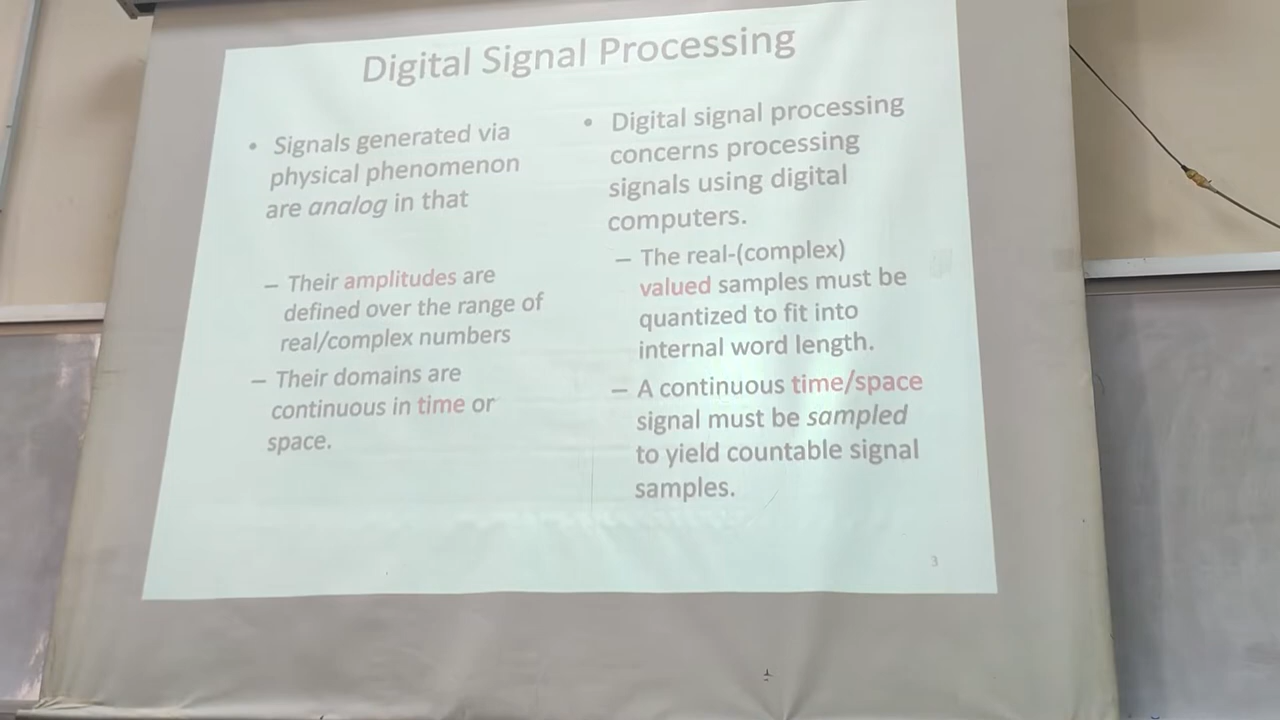 Digital Signal Processing
• Signals generated via
physical phenomenon
are analog in that
– Their amplitudes are
defined over the range of
real/complex numbers
– Their domains are
continuous in time or
space.
• Digital signal processing
concerns processing
signals using digital
computers.
– The real-(complex)
valued samples must be
quantized to fit into
internal word length.
– A continuous time/space
signal must be sampled
to yield countable signal
samples.
3